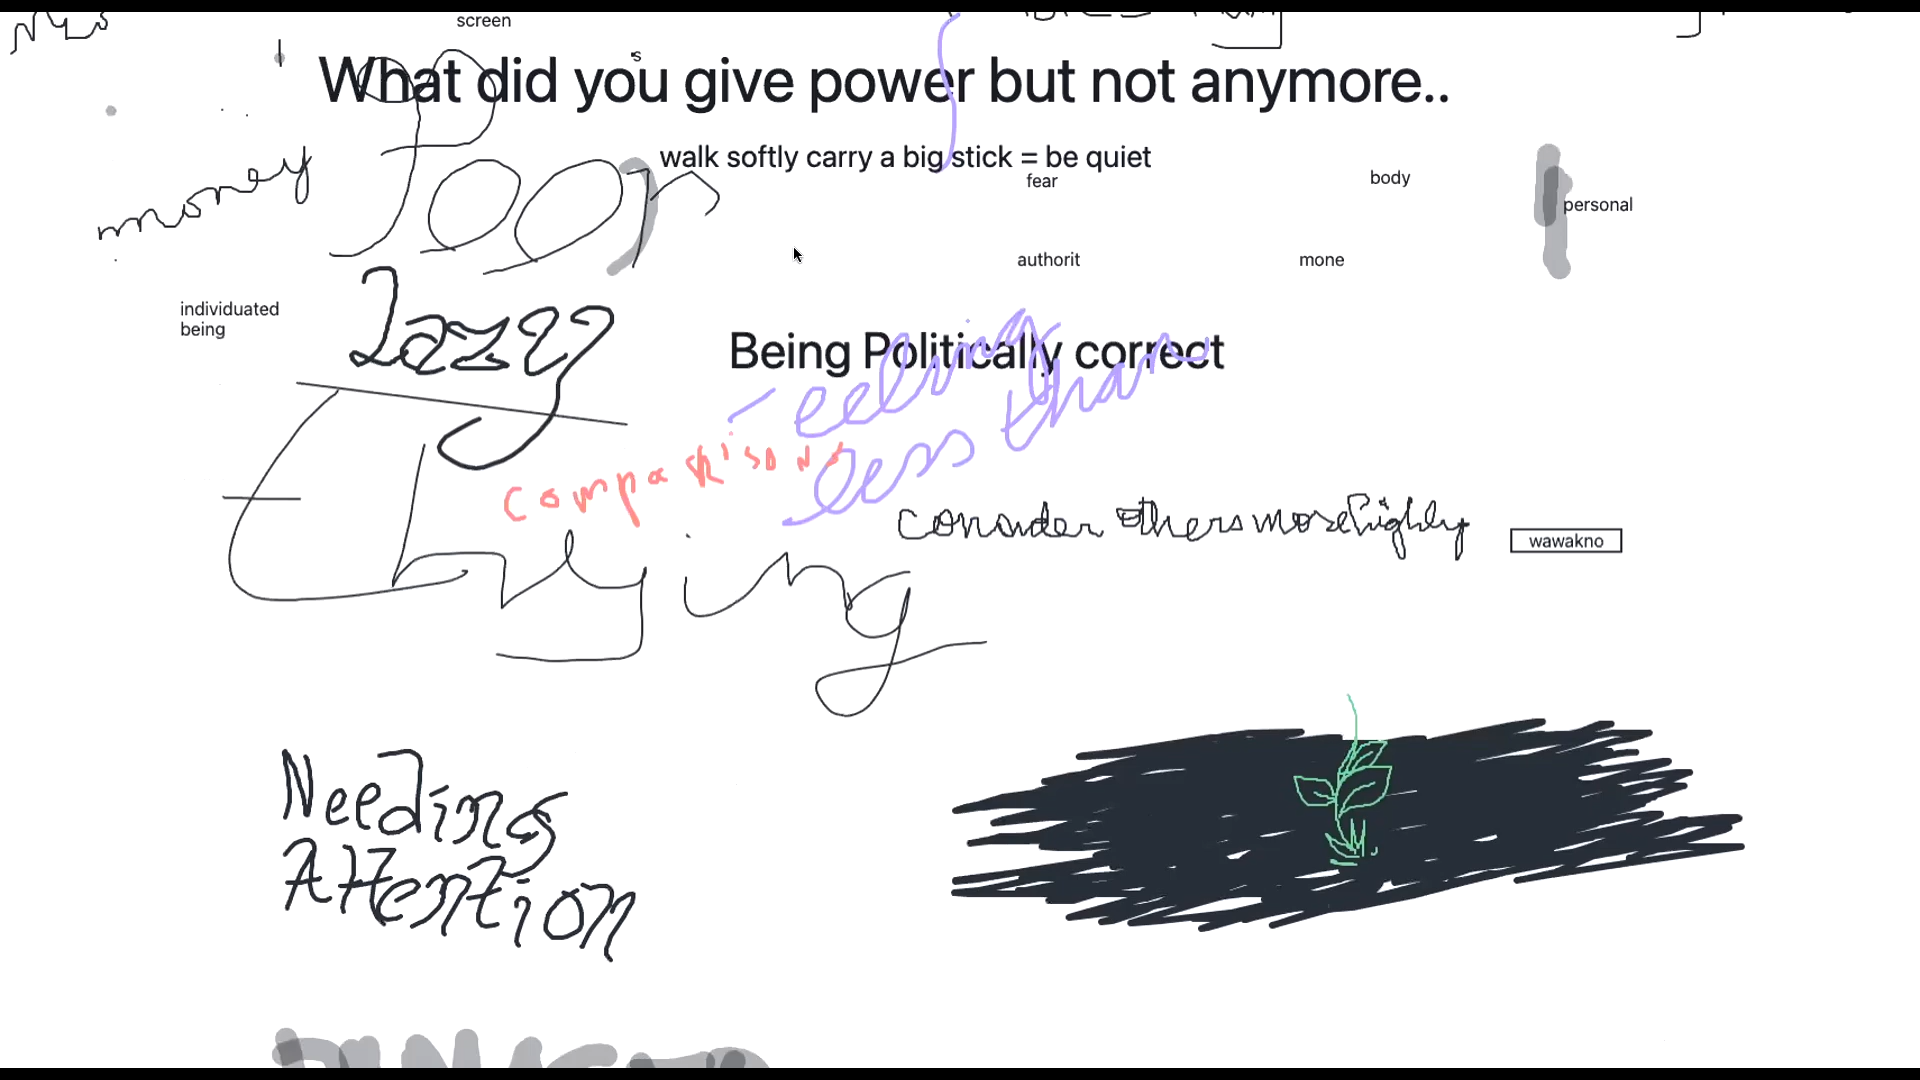 screen
s
What did you give power but not anymore..
walk softly carry a big stick = be quiet
money
Poor
fear
body
personal
authorit
mone
individuated
being
Lazy
Being Politically correct
Feeling
less than
comparisons
consider others more highly
wawakno
trying
Needing
Attention